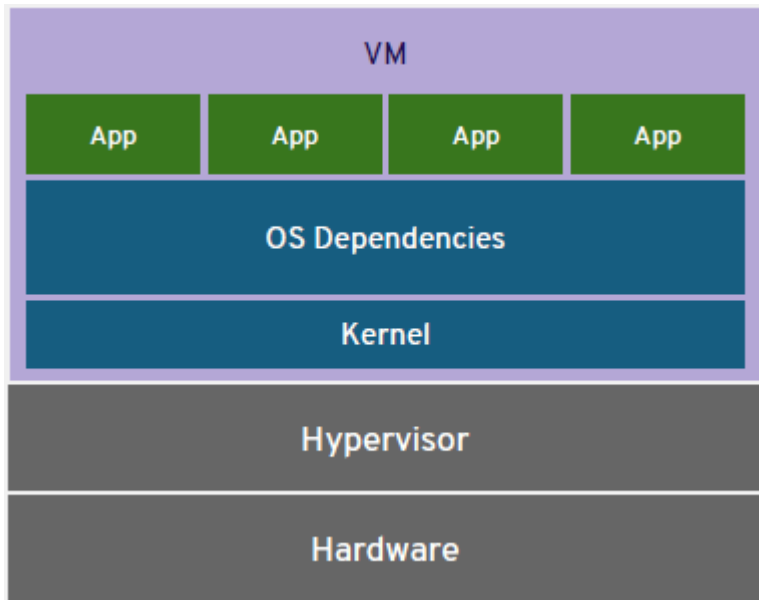 VM
App App App App
OS Dependencies
Kernel
Hypervisor
Hardware